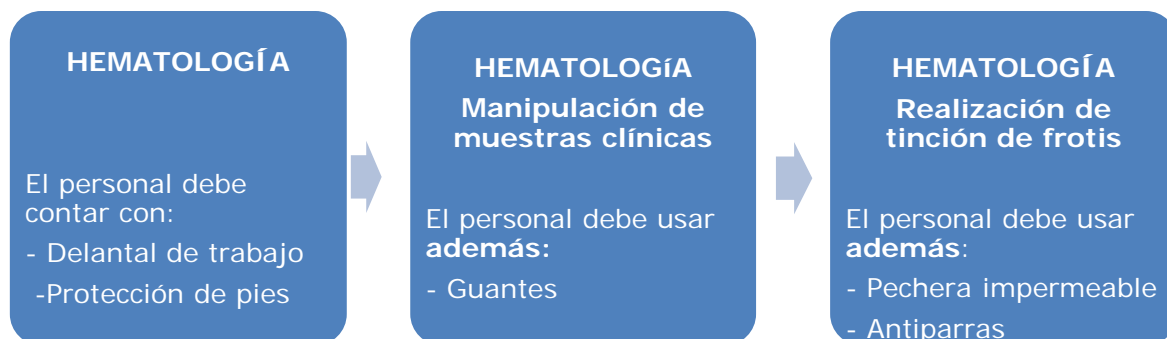 HEMATOLOGÍA
El personal debe
contar con:
- Delantal de trabajo
-Protección de pies
HEMATOLOGíA
Manipulación de
muestras clínicas
El personal debe usar
además:
- Guantes
HEMATOLOGÍA
Realización de
tinción de frotis
El personal debe usar
además:
- Pechera impermeable
- Antiparras